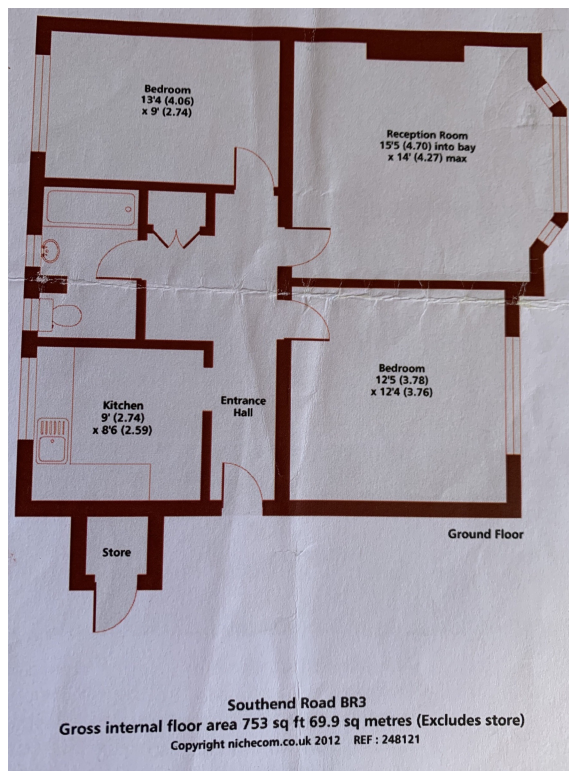 Bedroom
13'4 (4.06)
x 9' (2.74)
Reception Room
15'5 (4.70) into bay
x 14' (4.27) max
Bedroom
12'5 (3.78)
x 12'4 (3.76)
Kitchen
9' (2.74)
x 8'6 (2.59)
Entrance
Hall
Ground Floor
Store
Southend Road BR3
Gross internal floor area 753 sq ft 69.9 sq metres (Excludes store)
Copyright nichecom.co.uk 2012 REF : 248121